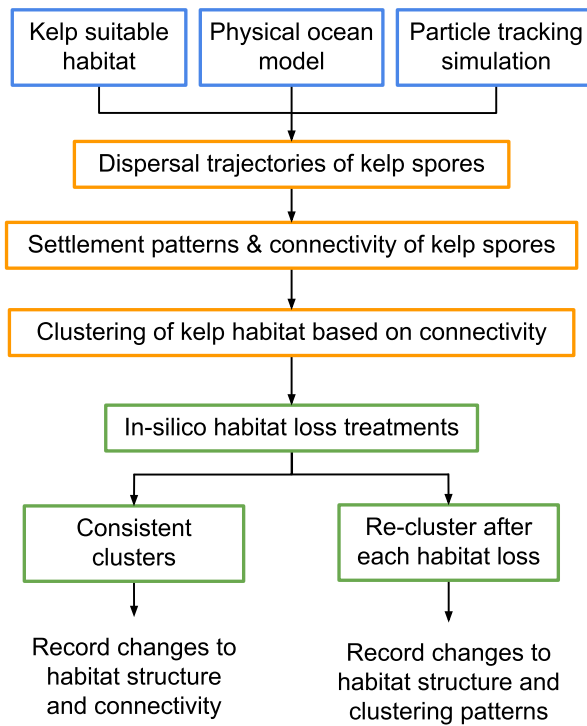 Kelp suitable
habitat
Physical ocean
model
Particle tracking
simulation
Dispersal trajectories of kelp spores
Settlement patterns & connectivity of kelp spores
Clustering of kelp habitat based on connectivity
In-silico habitat loss treatments
Consistent
clusters
Re-cluster after
each habitat loss
Record changes to
habitat structure
and connectivity
Record changes to
habitat structure and
clustering patterns